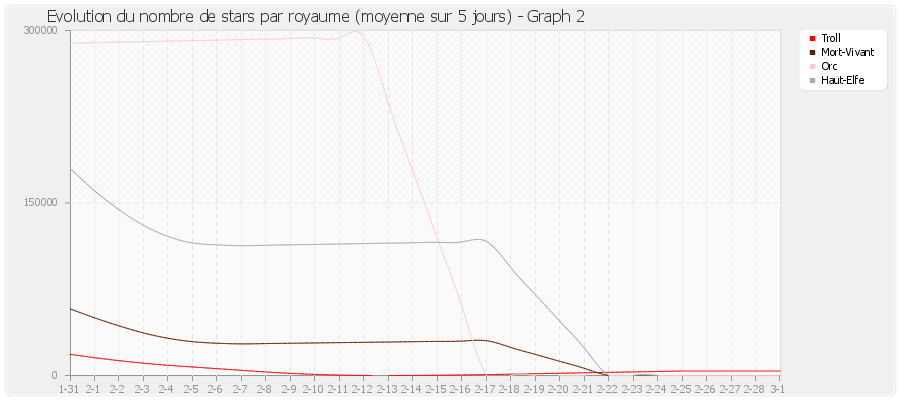 Evolution du nombre de stars par royaume (moyenne sur 5 jours) - Graph 2
300000
150000
0
1-31 2-1 2-2 2-3 2-4 2-5 2-6 2-7 2-8 2-9 2-10 2-11 2-12 2-13 2-14 2-15 2-16 2-17 2-18 2-19 2-20 2-21 2-22 2-23 2-24 2-25 2-26 2-27 2-28 3-1
Troll
Mort-Vivant
Orc
Haut-Elfe